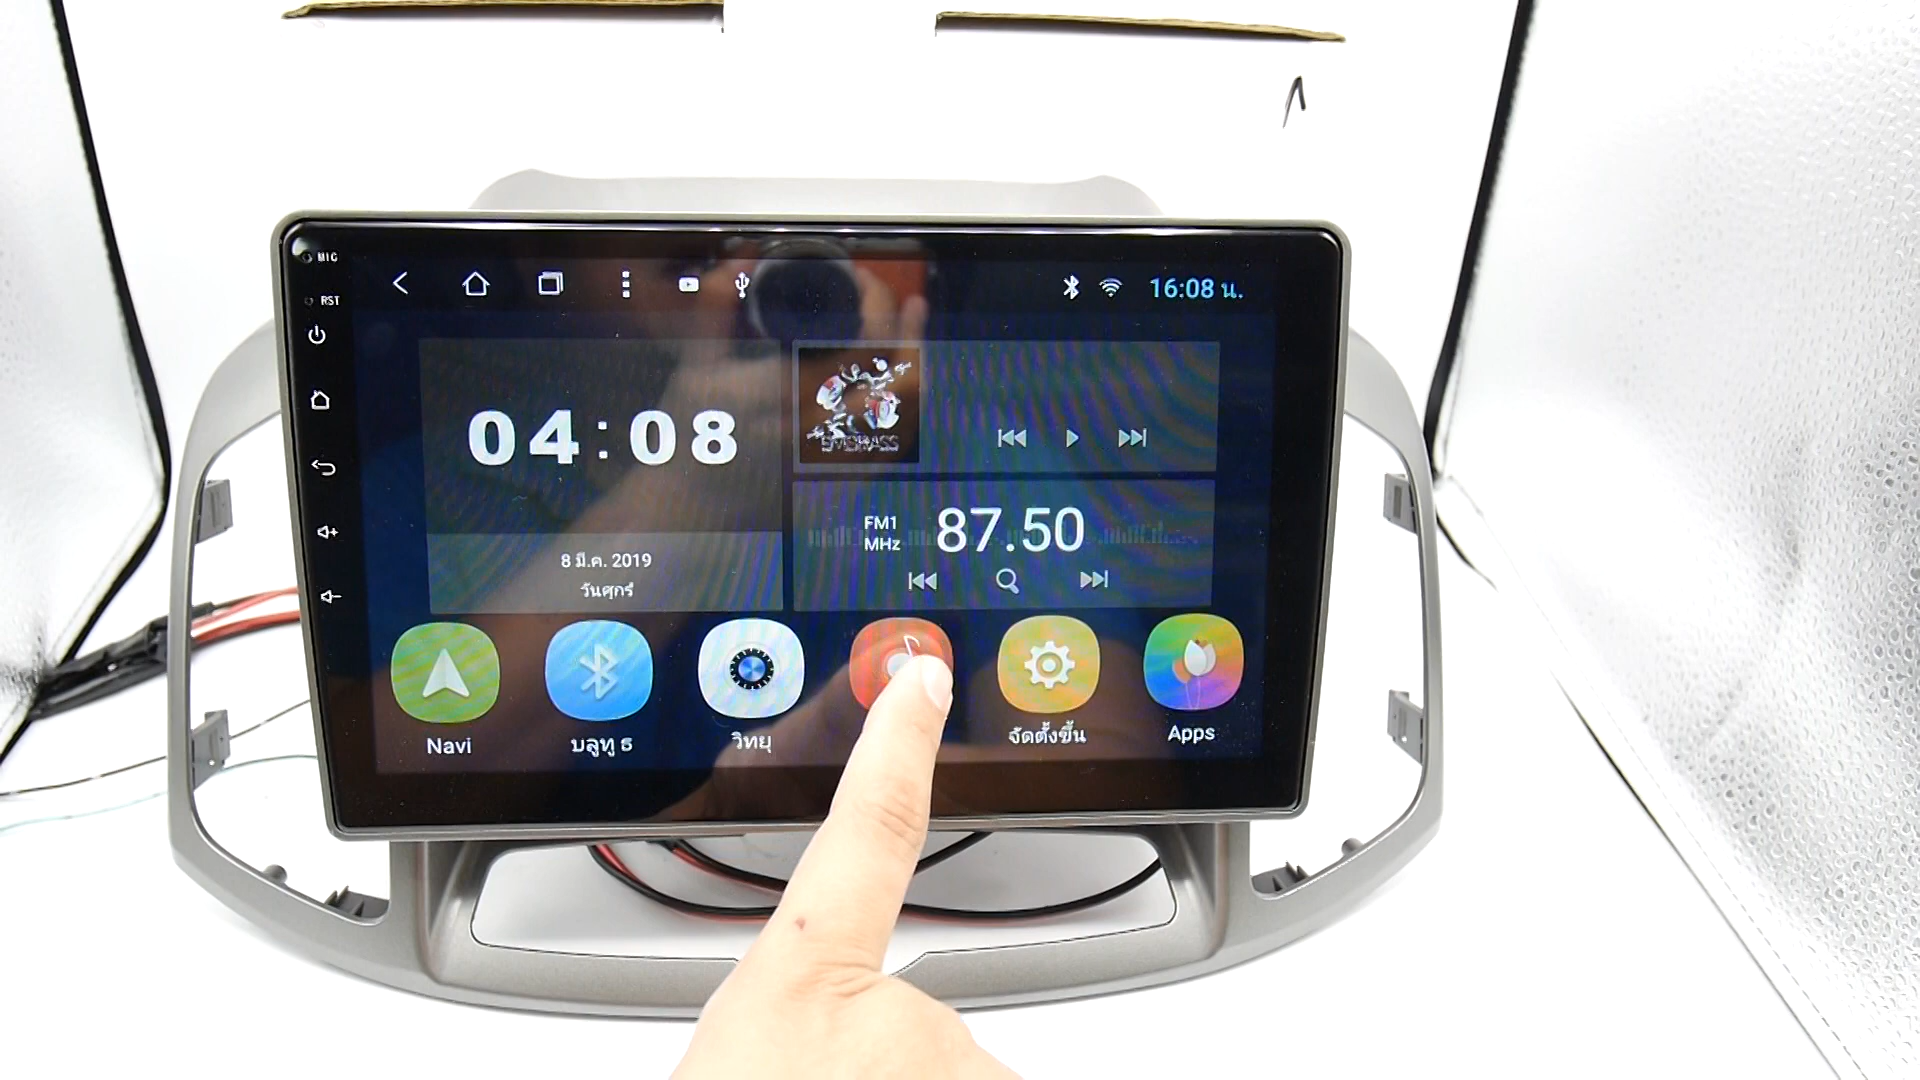 MIC
RST
16:08 น.
04:08
8 มี.ค. 2019
วันศุกร์
FM1
MHz
87.50
Navi
บลูทู ธ
วิทยุ
จัดตั้งขึ้น
Apps